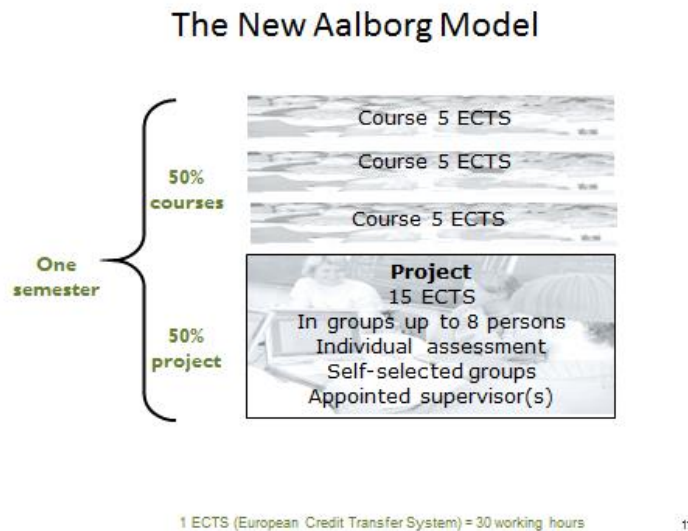 The New Aalborg Model
Course 5 ECTS
Course 5 ECTS
50%
courses
Course 5 ECTS
One
semester
50%
project
Project
15 ECTS
In groups up to 8 persons
Individual assessment
Self-selected groups
Appointed supervisor(s)
1 ECTS (European Credit Transfer System) = 30 working hours